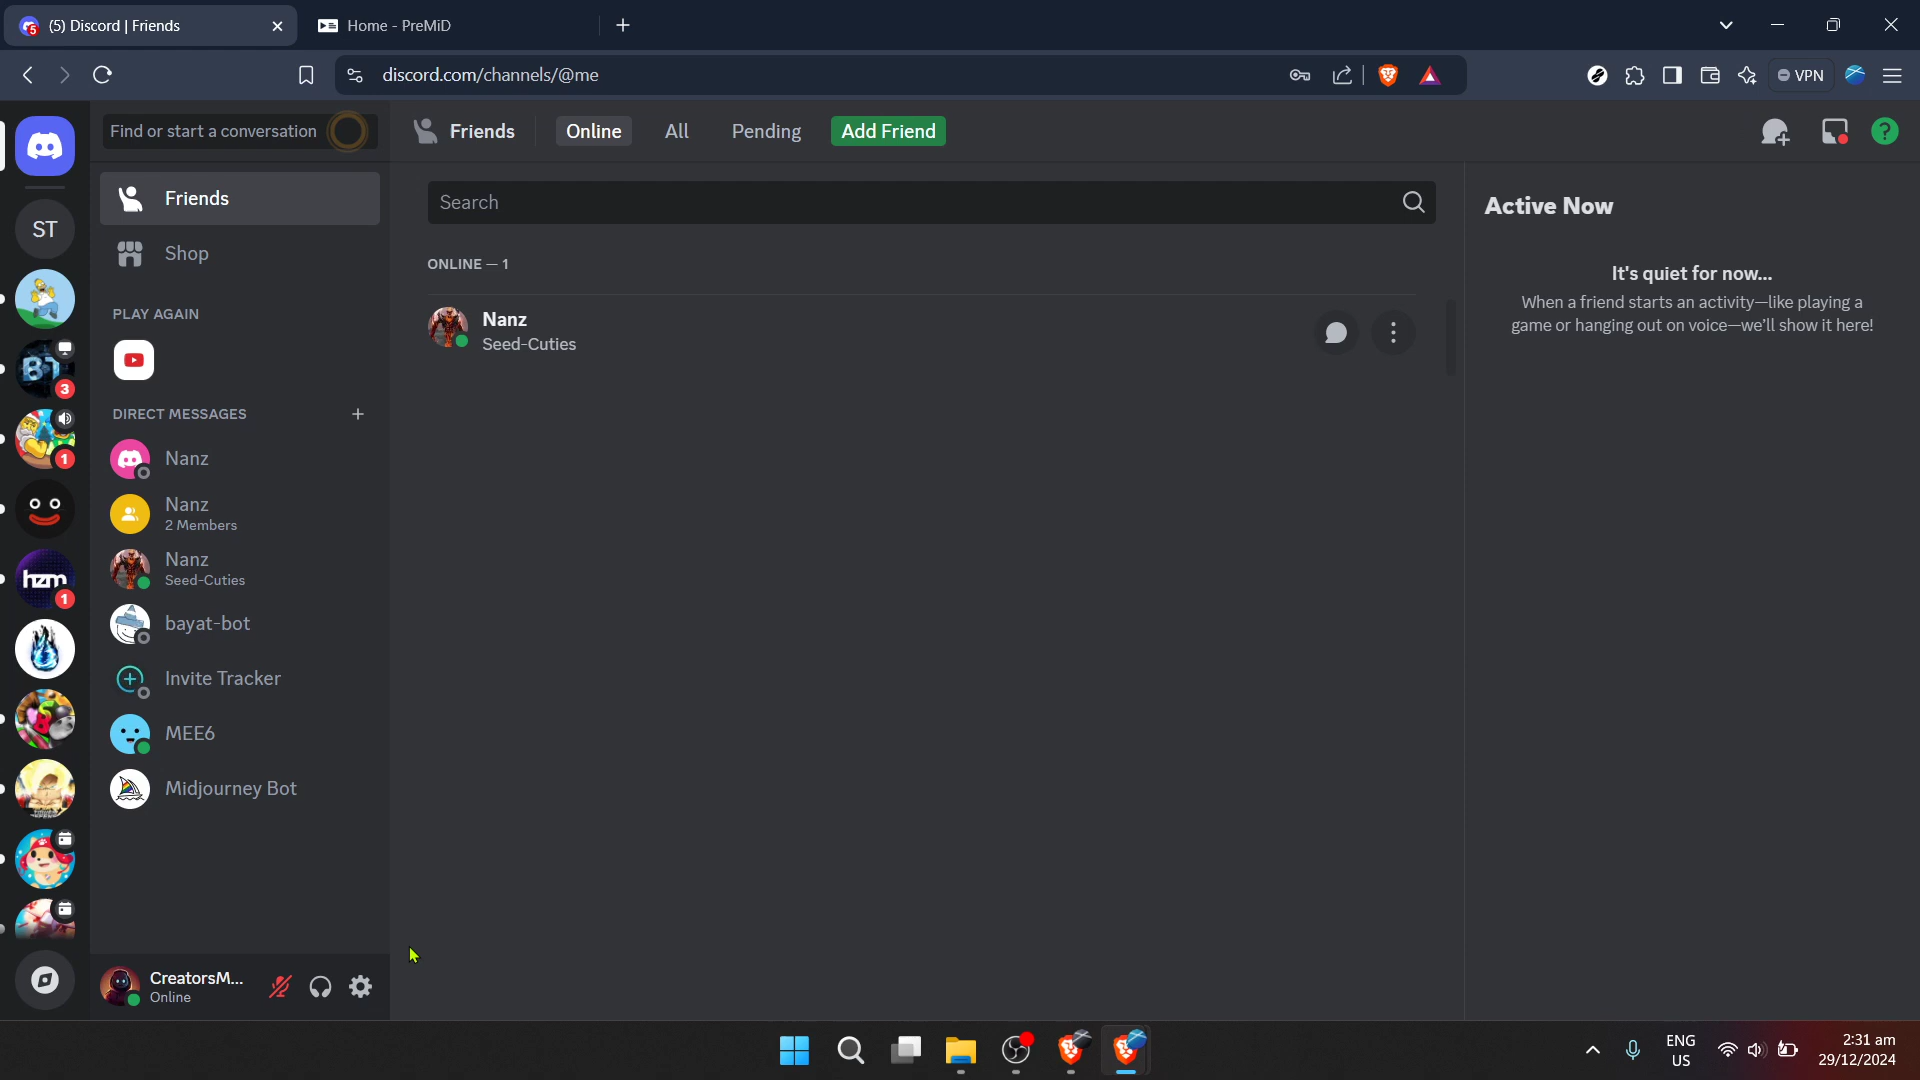 (5) Discord | Friends
Home - PreMiD
discord.com/channels/@me
VPN
Find or start a conversation
Friends
Online
All
Pending
Add Friend
?
ST
Friends
Shop
PLAY AGAIN
DIRECT MESSAGES
Nanz
Nanz
2 Members
Nanz
Seed-Cuties
bayat-bot
Invite Tracker
MEE6
Midjourney Bot
3
1
hzm
1
CreatorsM...
Online
Search
ONLINE — 1
Nanz
Seed-Cuties
Active Now
It's quiet for now...
When a friend starts an activity—like playing a
game or hanging out on voice—we'll show it here!
ENG
US
2:31 am
29/12/2024